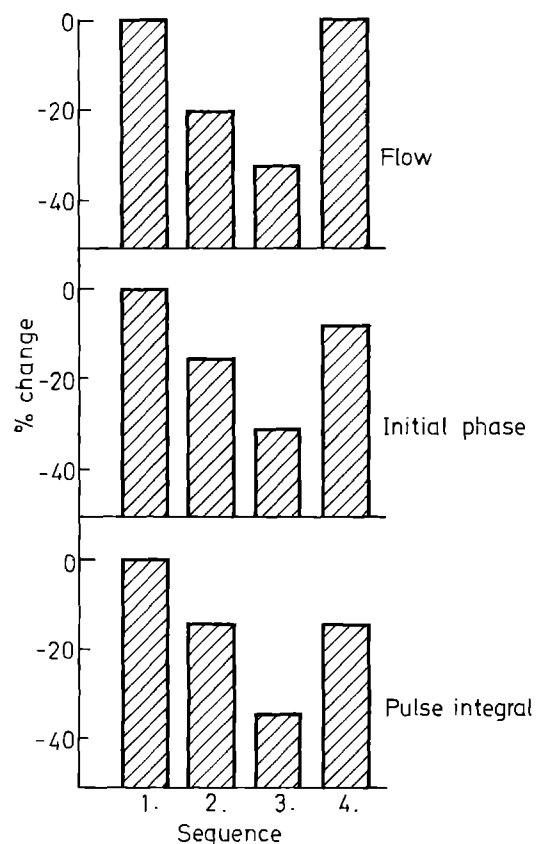 0
-20
-40
Flow
0
-20
-40
% change
Initial phase
0
-20
-40
Pulse integral
1. 2. 3. 4.
Sequence